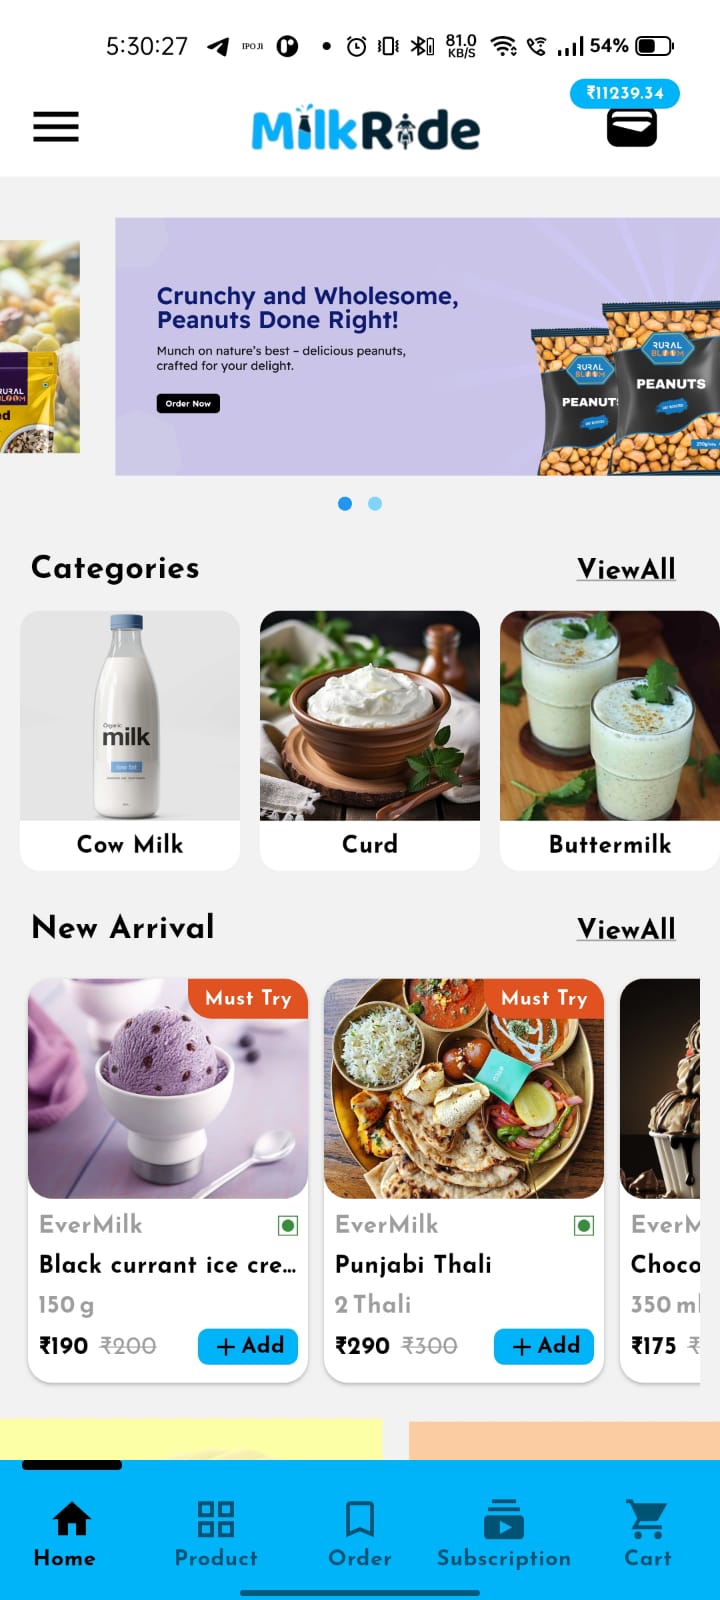 5:30:27
IPOJI
81.0
KB/S
54%
₹11239.34
MilkRide
Crunchy and Wholesome,
Peanuts Done Right!
Munch on nature's best – delicious peanuts,
crafted for your delight.
Order Now
RURAL
BLOOM
PEANUTS
RURAL
BLOOM
PEANUTS
Categories
ViewAll
Organic
milk
low fat
Cow Milk
Curd
Buttermilk
New Arrival
ViewAll
Must Try
Must Try
EverMilk
EverMilk
EverM
Black currant ice cre...
Punjabi Thali
Choco
150 g
2 Thali
350 ml
₹190 ₹200
+ Add
₹290 ₹300
+ Add
₹175
Home
Product
Order
Subscription
Cart